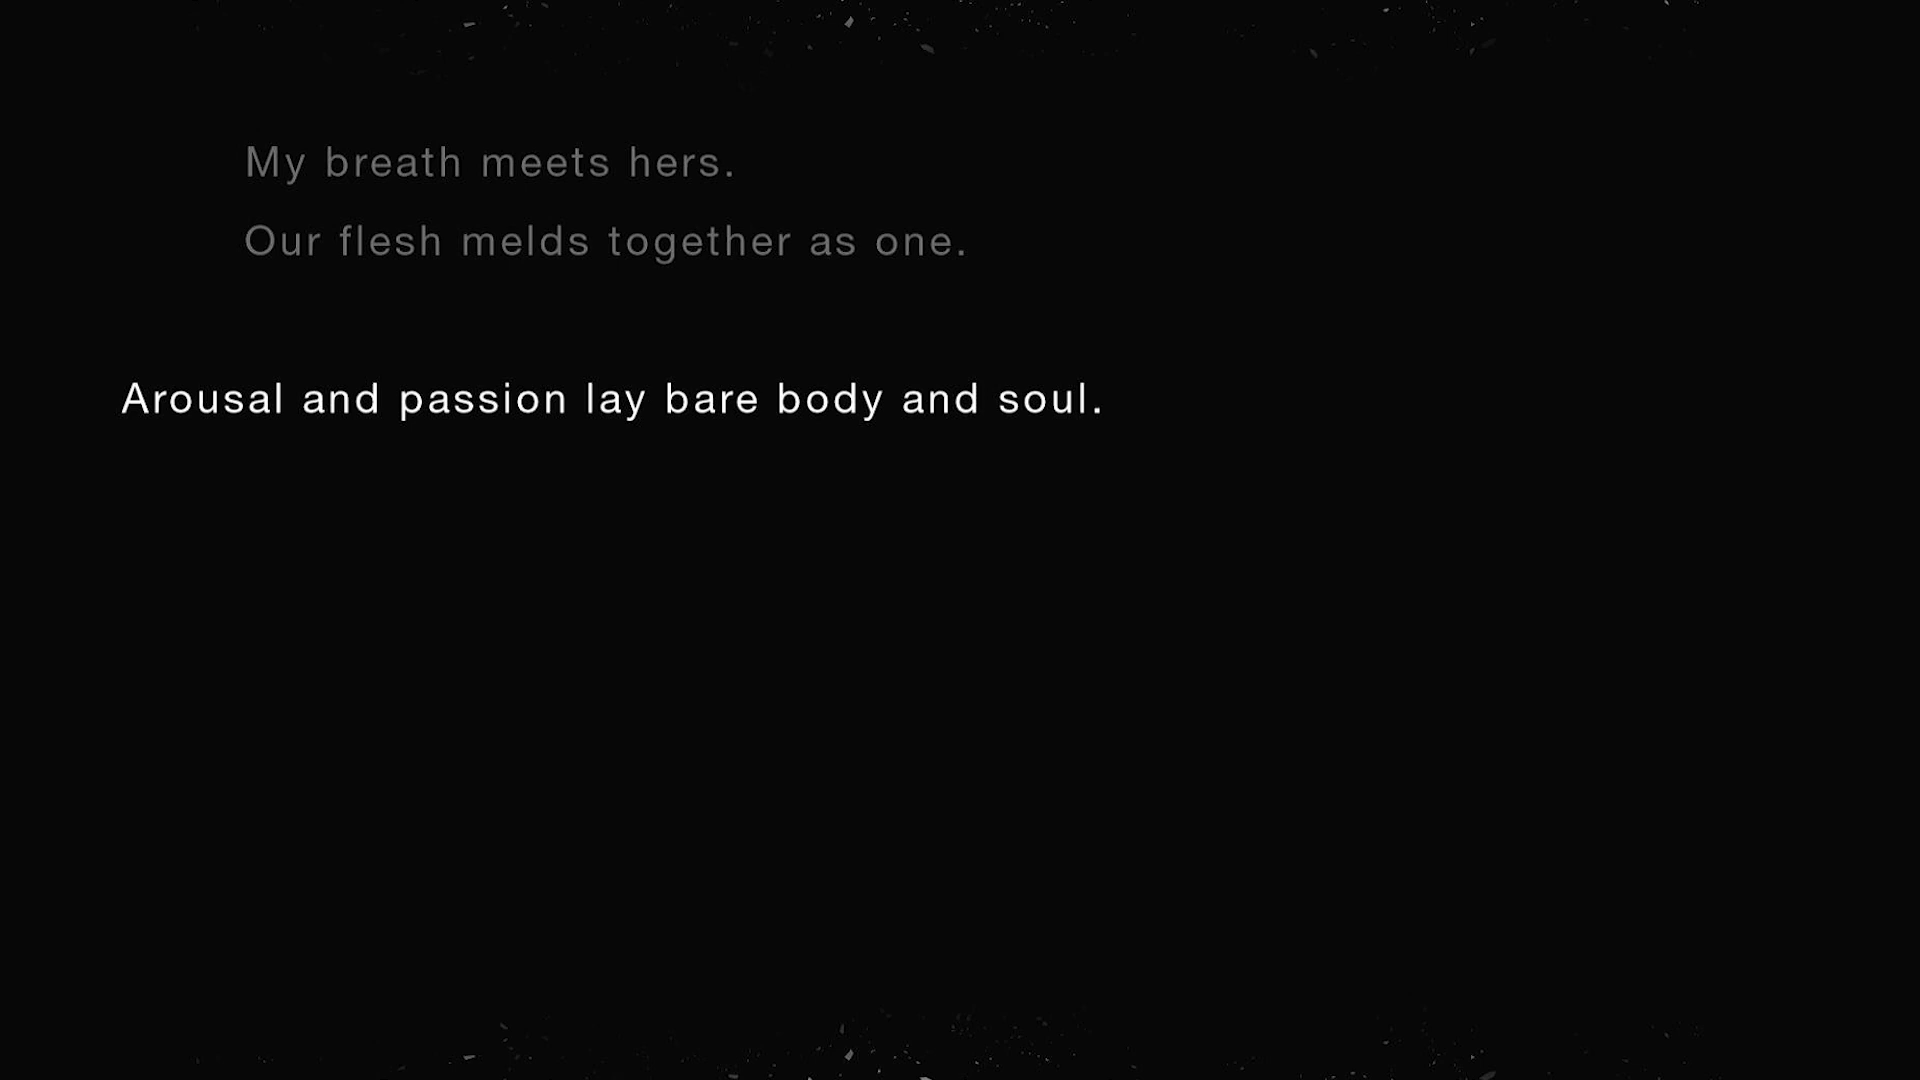 My breath meets hers.
Our flesh melds together as one.
Arousal and passion lay bare body and soul.